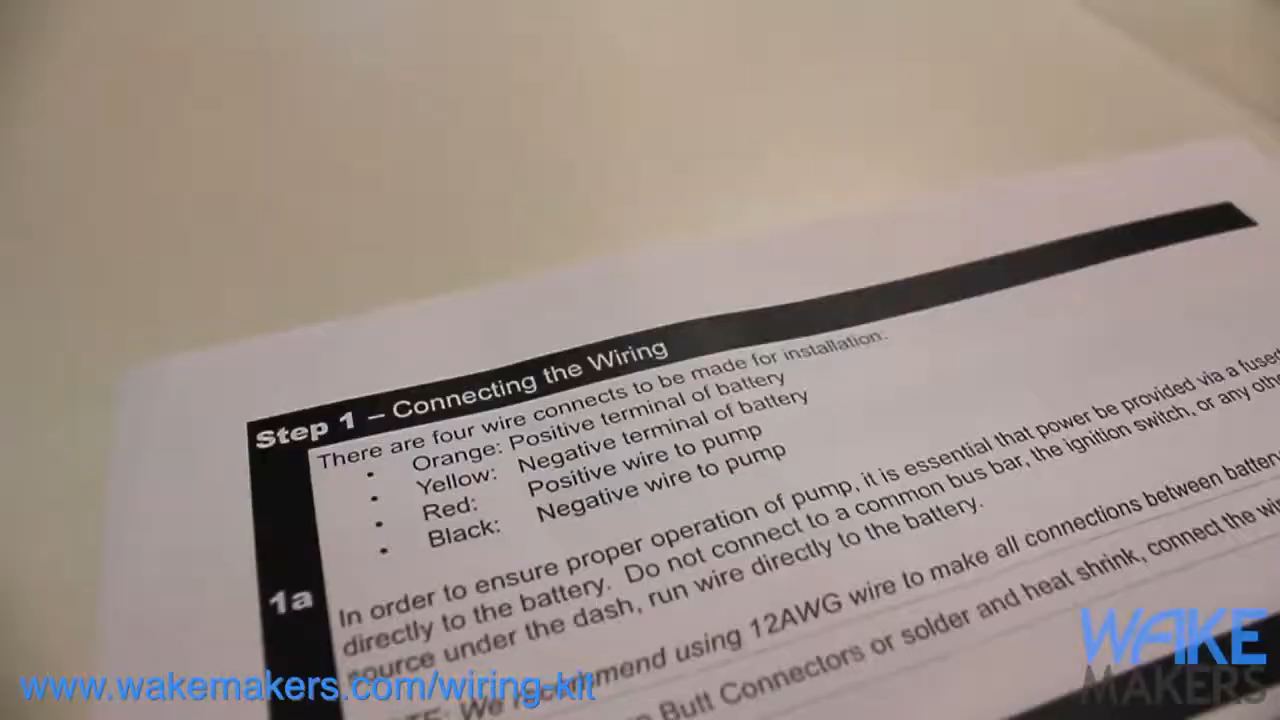 Step 1 – Connecting the Wiring
There are four wire connects to be made for installation:
• Orange: Positive terminal of battery
• Yellow: Negative terminal of battery
• Red: Positive wire to pump
• Black: Negative wire to pump
1a
In order to ensure proper operation of pump, it is essential that power be provided via a fused
directly to the battery. Do not connect to a common bus bar, the ignition switch, or any
source under the dash, run wire directly to the battery.
We recommend using 12AWG wire to make all connections between
Butt Connectors or solder and heat shrink, connect the
www.wakemakers.com/wiring-kit
WAKE
MAKERS